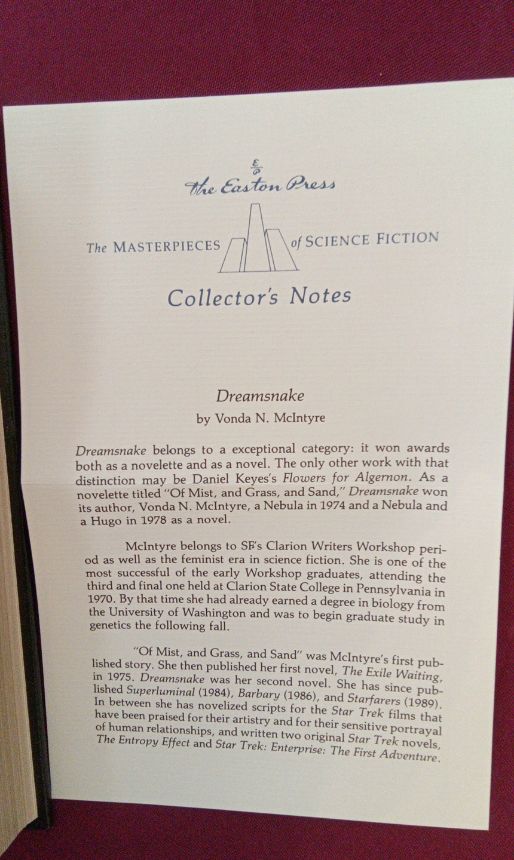 E
P
The Easton Press
The MASTERPIECES of SCIENCE FICTION
Collector's Notes
Dreamsnake
by Vonda N. McIntyre
Dreamsnake belongs to a exceptional category: it won awards
both as a novelette and as a novel. The only other work with that
distinction may be Daniel Keyes's Flowers for Algernon. As a
novelette titled "Of Mist, and Grass, and Sand," Dreamsnake won
its author, Vonda N. McIntyre, a Nebula in 1974 and a Nebula and
a Hugo in 1978 as a novel.
McIntyre belongs to SF's Clarion Writers Workshop peri-
od as well as the feminist era in science fiction. She is one of the
most successful of the early Workshop graduates, attending the
third and final one held at Clarion State College in Pennsylvania in
1970. By that time she had already earned a degree in biology from
the University of Washington and was to begin graduate study in
genetics the following fall.
"Of Mist, and Grass, and Sand" was McIntyre's first pub-
lished story. She then published her first novel, The Exile Waiting,
in 1975. Dreamsnake was her second novel. She has since pub-
lished Superluminal (1984), Barbary (1986), and Starfarers (1989).
In between she has novelized scripts for the Star Trek films that
have been praised for their artistry and for their sensitive portrayal
of human relationships, and written two original Star Trek novels,
The Entropy Effect and Star Trek: Enterprise: The First Adventure.